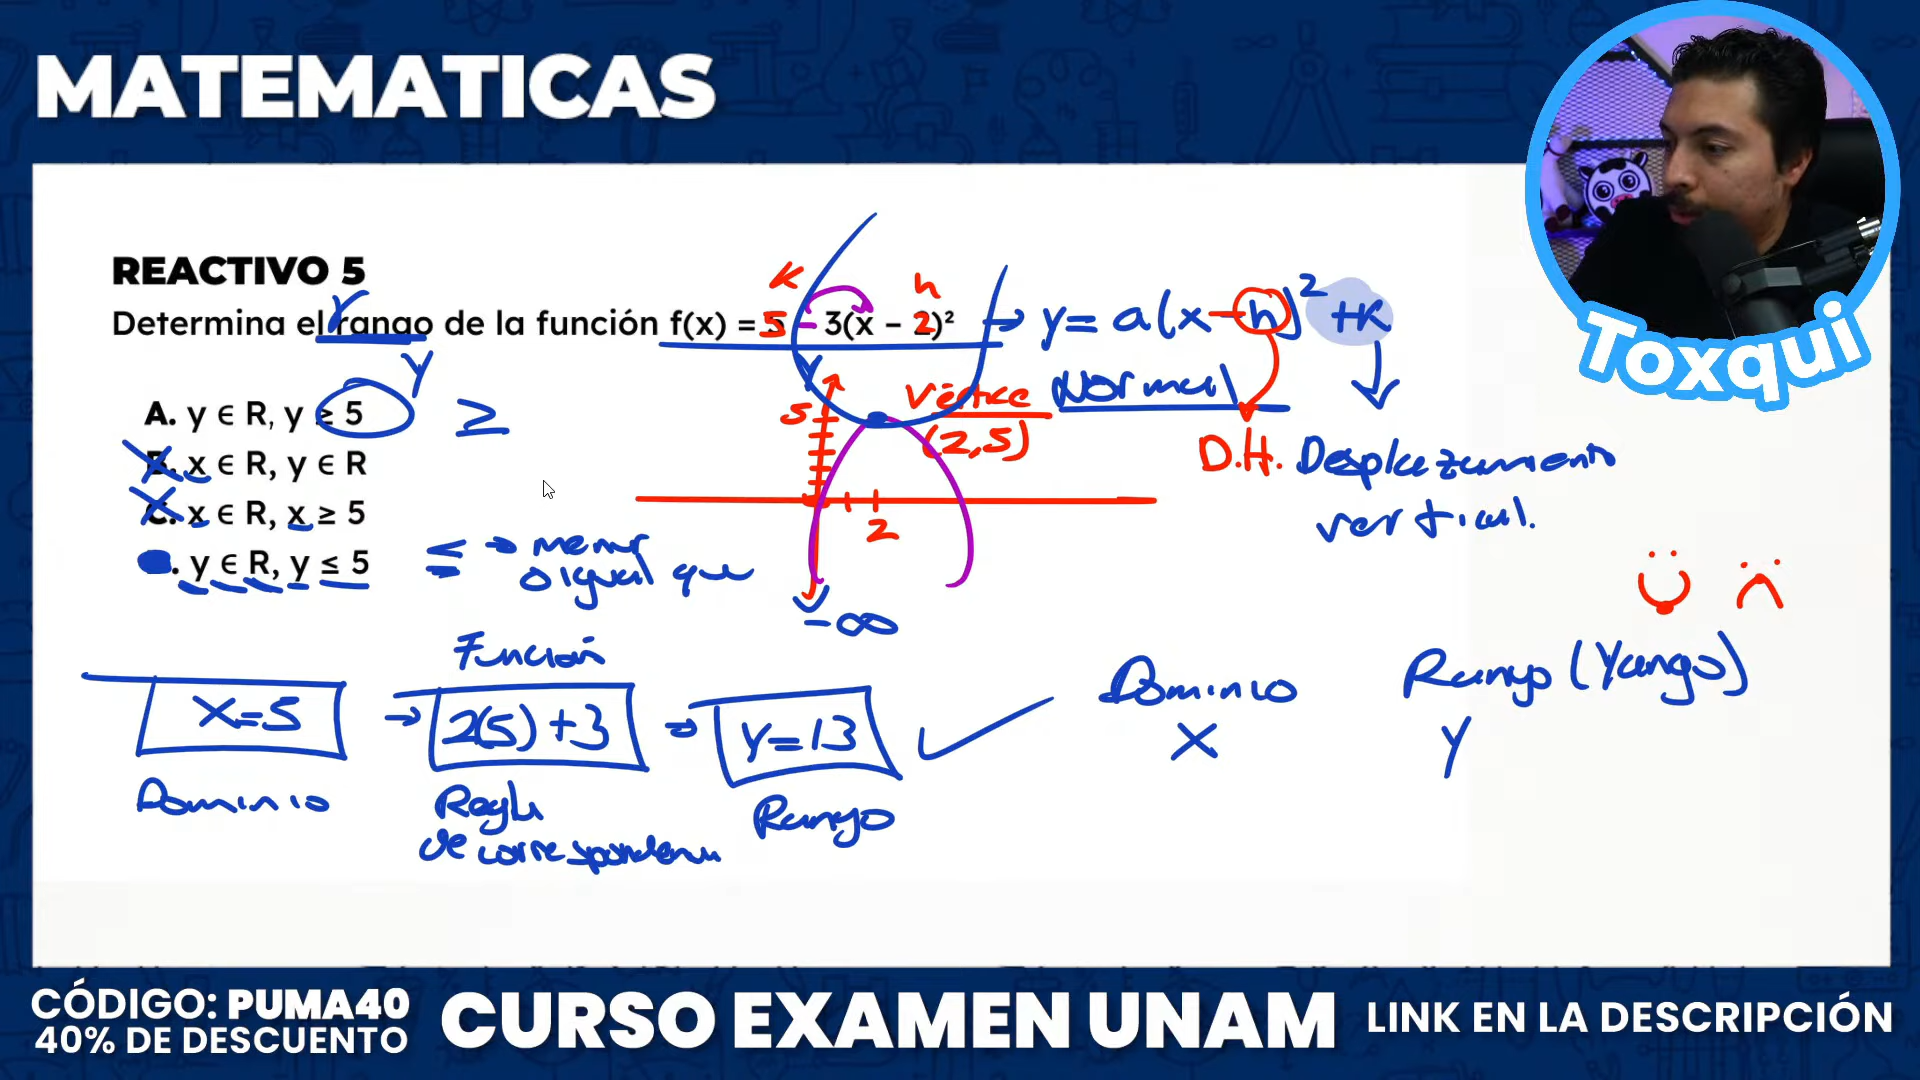 MATEMATICAS
Toxqui
REACTIVO 5
Determina el rango de la función f(x) = 5 - 3(x - 2)²
r
y
K
h
→ y = a(x - h)² + K
A. y ∈ R, y ≥ 5
≥
B. x ∈ R, y ∈ R
C. x ∈ R, x ≥ 5
. y ∈ R, y ≤ 5
≤ → menor
o igual que
Y
5
Vértice
(2,5)
2
-∞
Normal
D.H.
Desplazamiento
vertical.
Función
x=5 → 2(5)+3 → y=13
Dominio
Regla
de correspondencia
Rango
Dominio
X
Rango (Yango)
Y
CÓDIGO: PUMA40
40% DE DESCUENTO
CURSO EXAMEN UNAM
LINK EN LA DESCRIPCIÓN